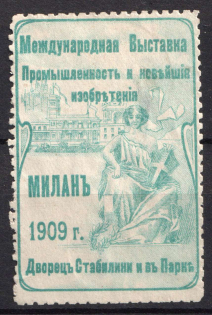 Международная Выставка
Промышленность и новѣйшія
изобрѣтенія
МИЛАНЪ
1909 г.
Дворецъ Стабилини и въ Паркѣ